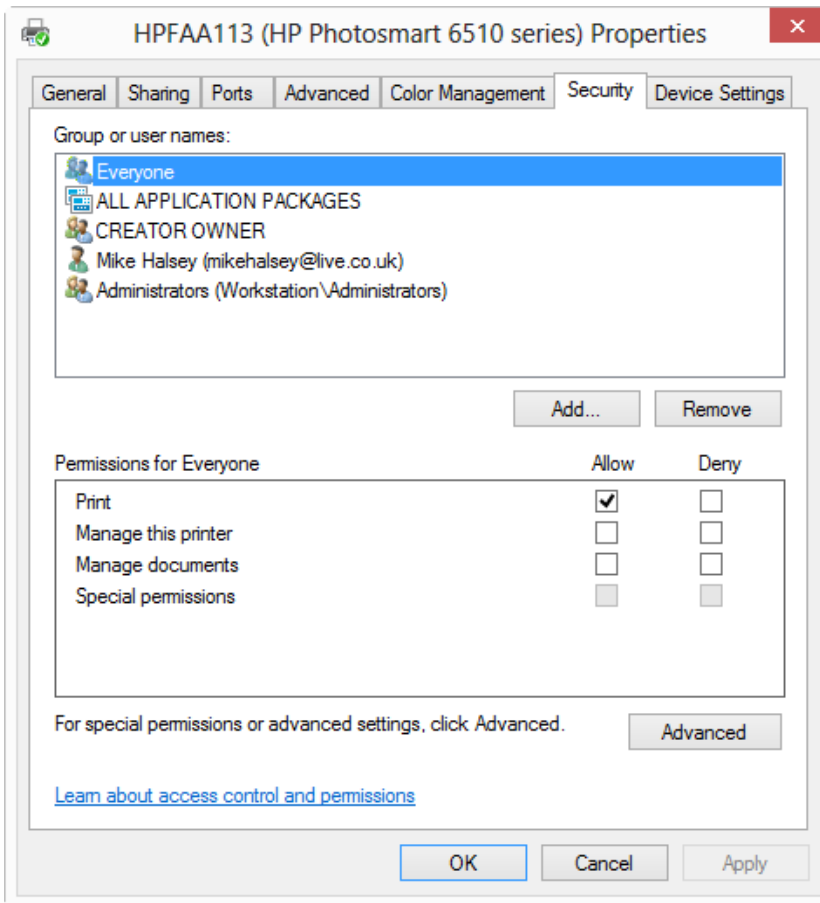 HPFAA113 (HP Photosmart 6510 series) Properties
General Sharing Ports Advanced Color Management Security Device Settings
Group or user names:
Everyone
ALL APPLICATION PACKAGES
CREATOR OWNER
Mike Halsey (mikehalsey@live.co.uk)
Administrators (Workstation\Administrators)
Add... Remove
Permissions for Everyone Allow Deny
Print
Manage this printer
Manage documents
Special permissions
For special permissions or advanced settings, click Advanced. Advanced
Learn about access control and permissions
OK Cancel Apply